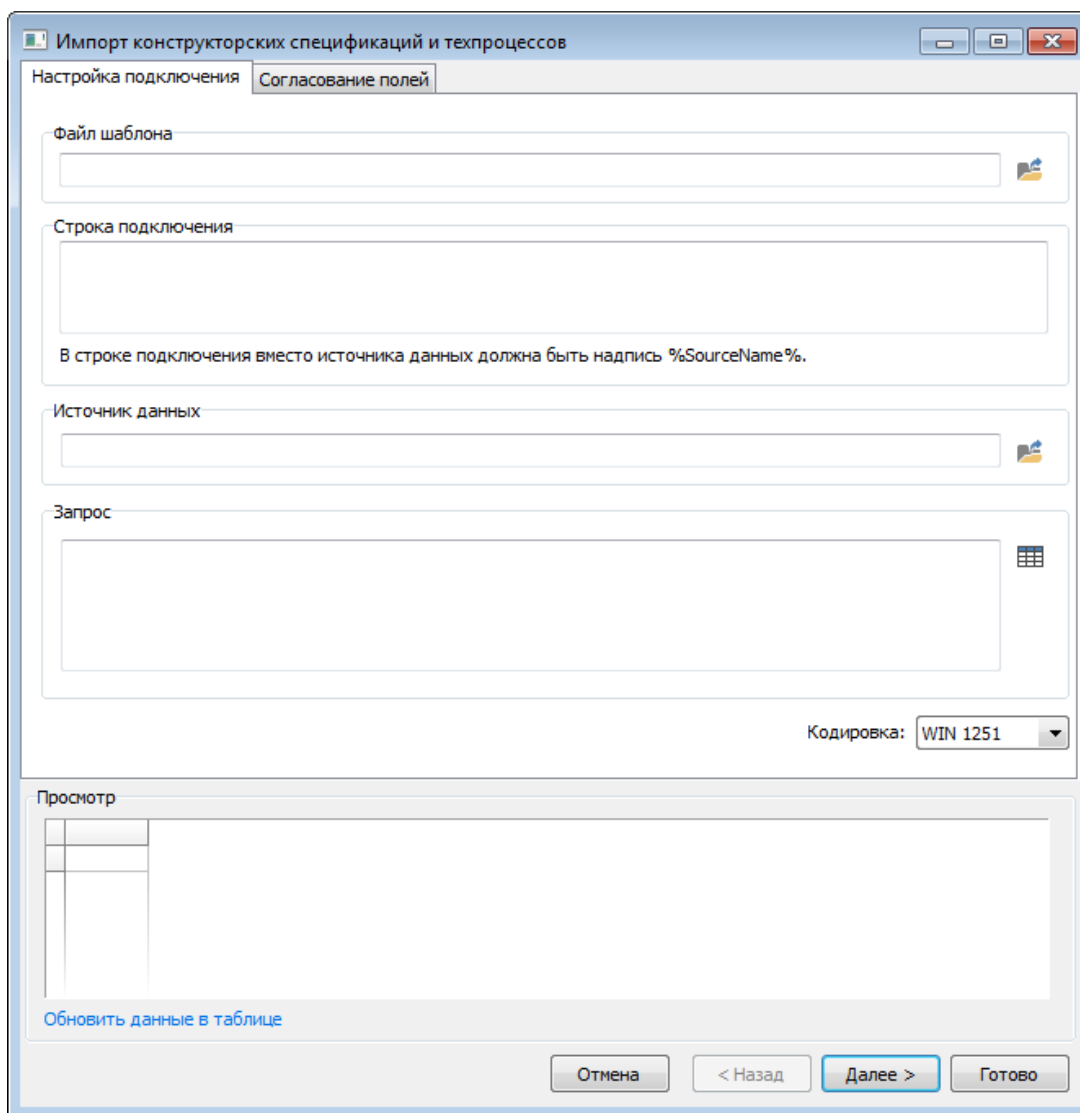 Импорт конструкторских спецификаций и техпроцессов
Настройка подключения Согласование полей
Файл шаблона
Строка подключения
В строке подключения вместо источника данных должна быть надпись %SourceName%.
Источник данных
Запрос
Кодировка: WIN 1251
Просмотр
Обновить данные в таблице
Отмена < Назад Далее > Готово